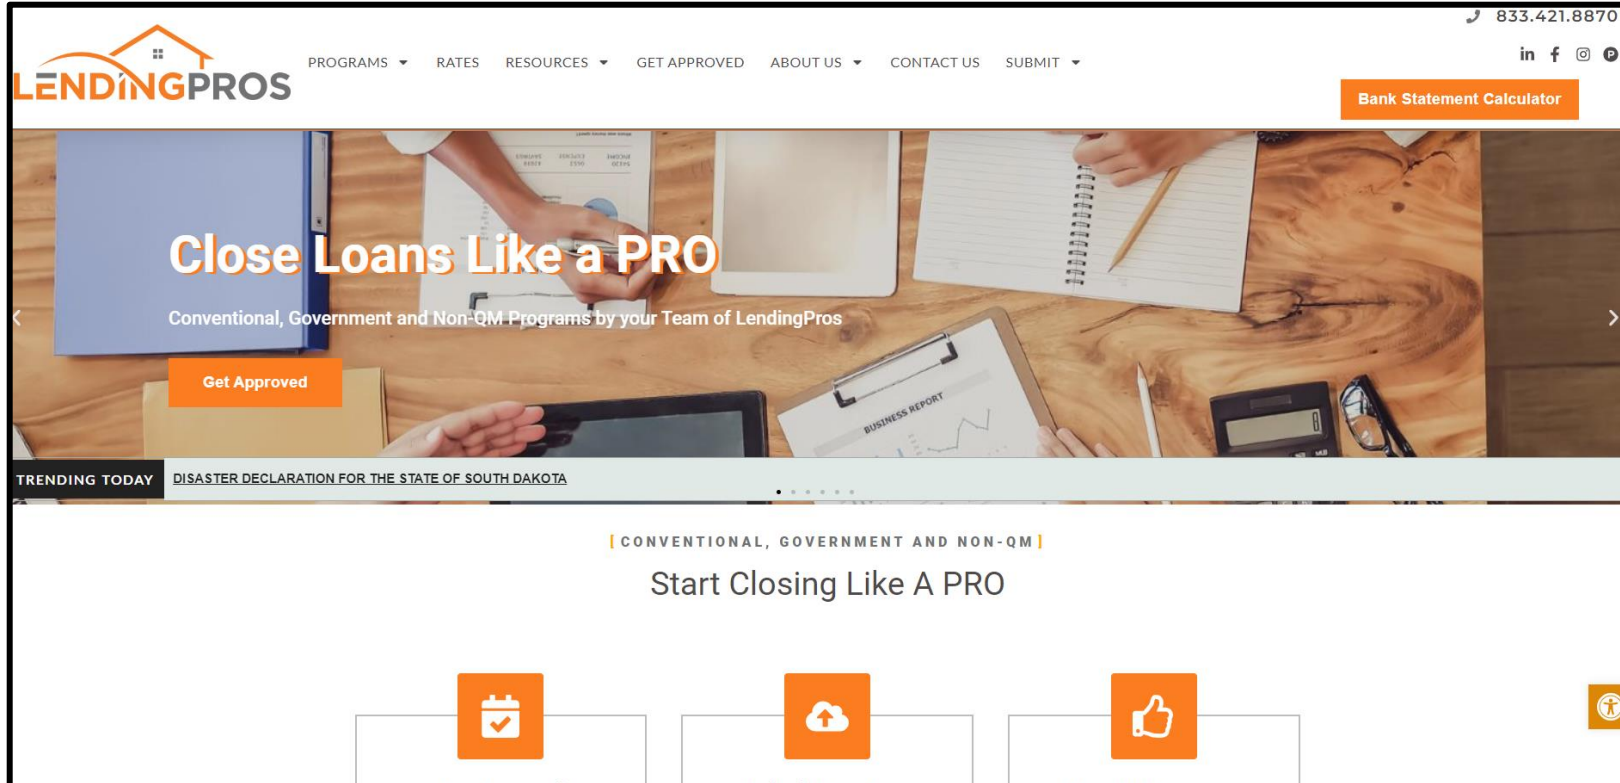 833.421.8870
LENDINGPROS
PROGRAMS
RATES
RESOURCES
GET APPROVED
ABOUT US
CONTACT US
SUBMIT
Bank Statement Calculator
Close Loans Like a PRO
Conventional, Government and Non-QM Programs by your Team of LendingPros
Get Approved
BUSINESS REPORT
TRENDING TODAY
DISASTER DECLARATION FOR THE STATE OF SOUTH DAKOTA
[ CONVENTIONAL, GOVERNMENT AND NON-QM ]
Start Closing Like A PRO